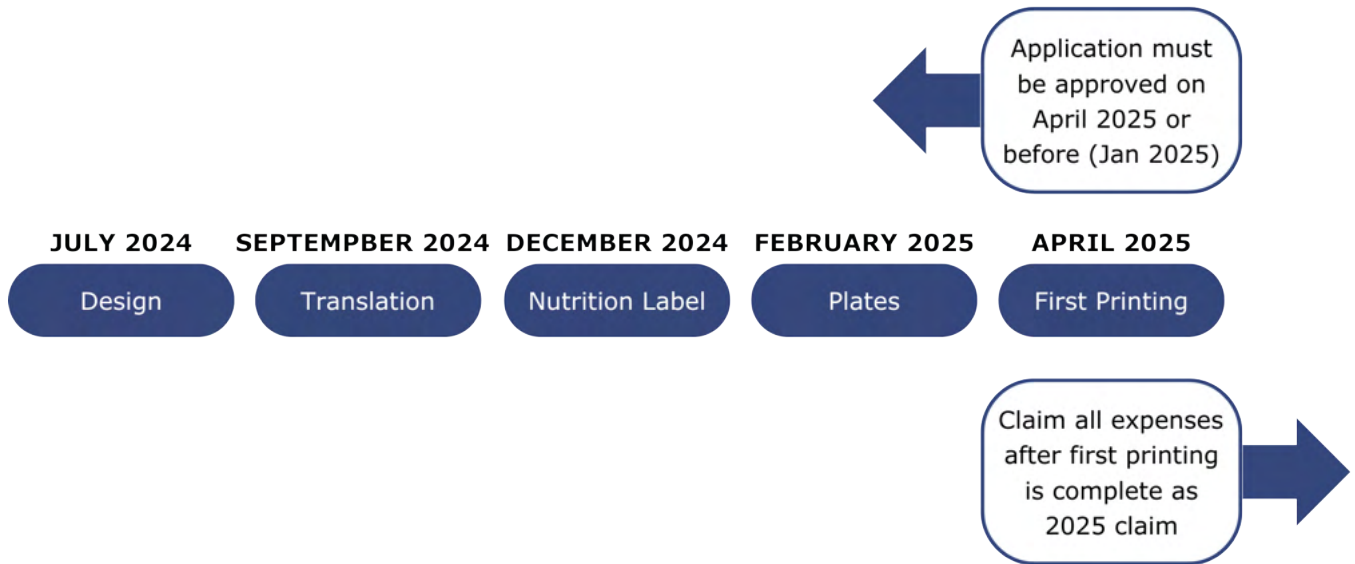 Application must
be approved on
April 2025 or
before (Jan 2025)
JULY 2024 SEPTEMPBER 2024 DECEMBER 2024 FEBRUARY 2025 APRIL 2025
Design Translation Nutrition Label Plates First Printing
Claim all expenses
after first printing
is complete as
2025 claim